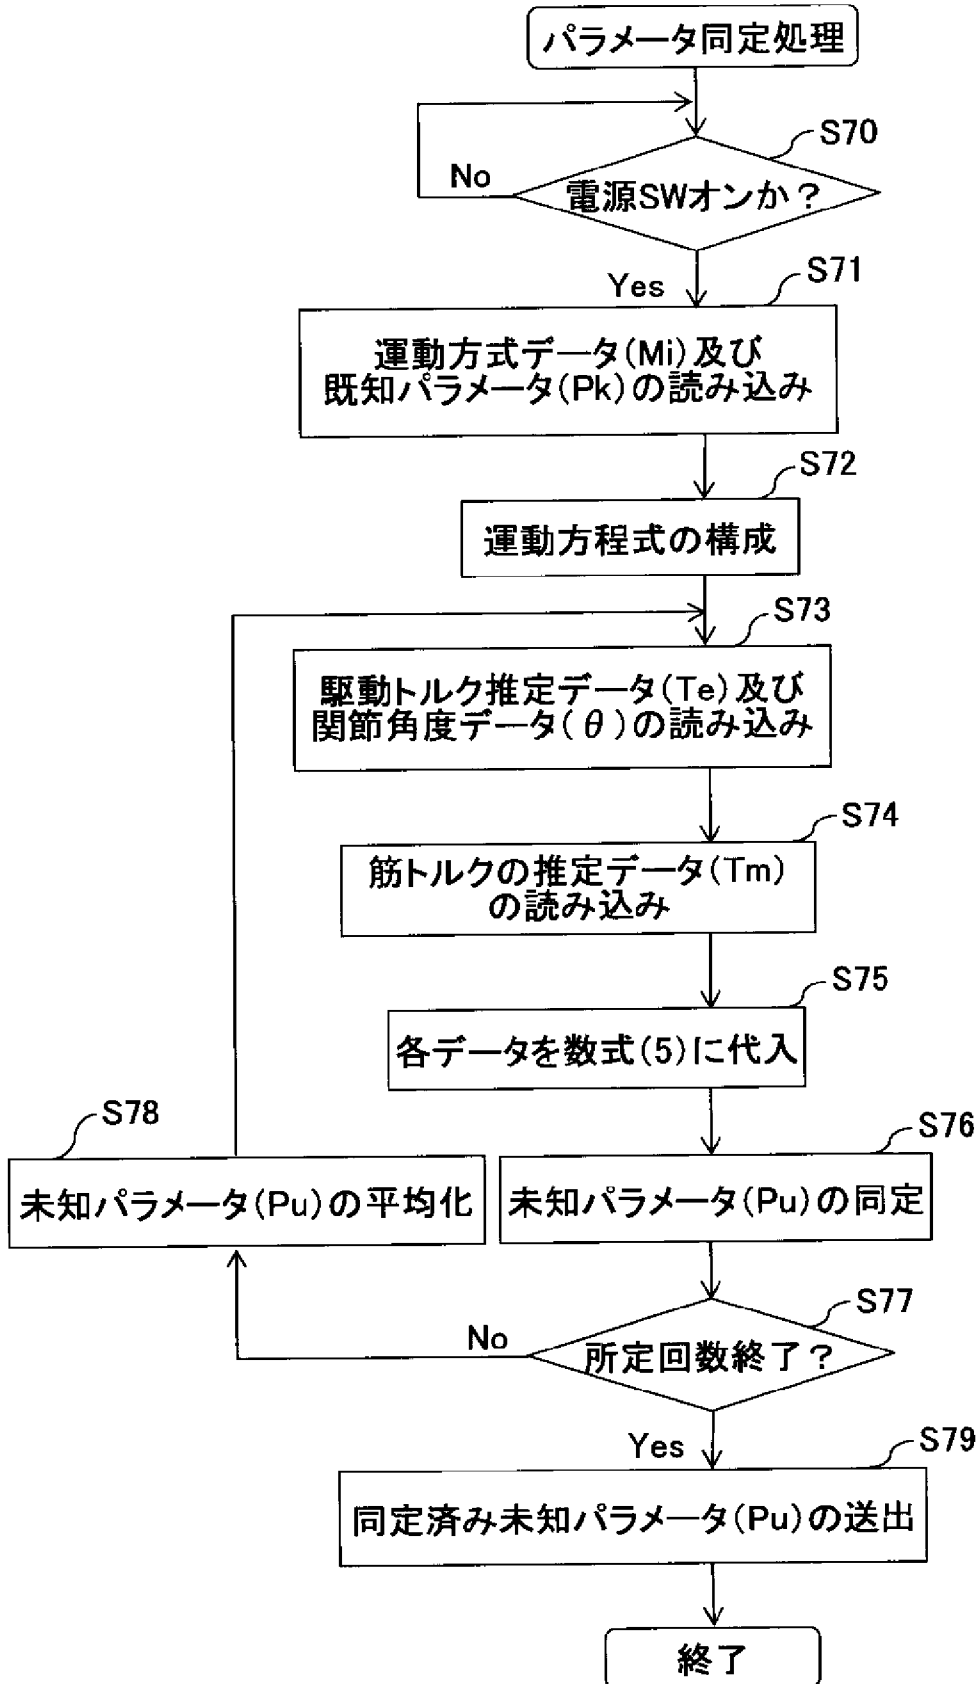 パラメータ同定処理
S70
電源SWオンか？
No
Yes
S71
運動方式データ(Mi)及び
既知パラメータ(Pk)の読み込み
S72
運動方程式の構成
S73
駆動トルク推定データ(Te)及び
関節角度データ(θ)の読み込み
S74
筋トルクの推定データ(Tm)
の読み込み
S75
各データを数式(5)に代入
S78
未知パラメータ(Pu)の平均化
S76
未知パラメータ(Pu)の同定
S77
所定回数終了？
No
Yes
S79
同定済み未知パラメータ(Pu)の送出
終了